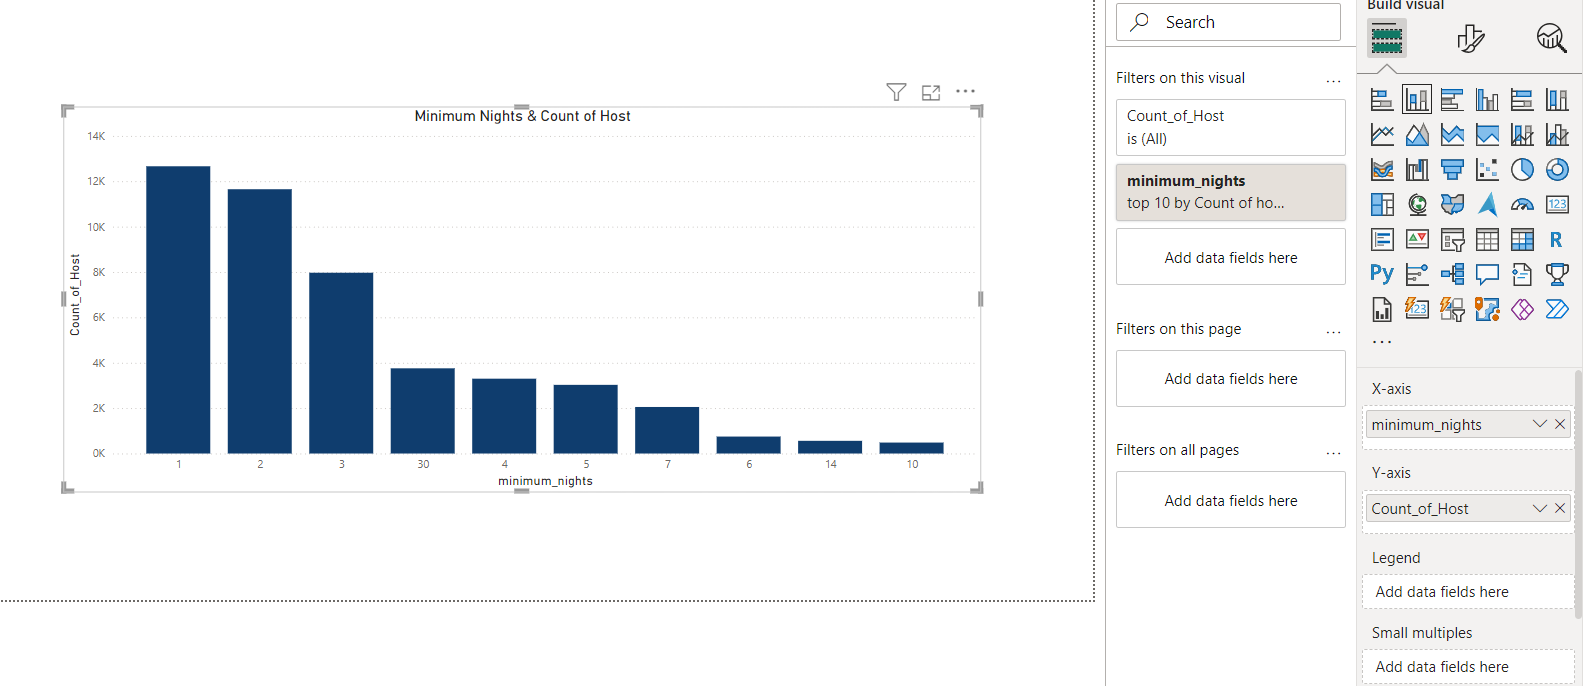 Minimum Nights & Count of Host
14K
12K
10K
8K
6K
4K
2K
0K
Count_of_Host
1 2 3 30 4 5 7 6 14 10
minimum_nights
Search
Filters on this visual ...
Count_of_Host
is (All)
minimum_nights
top 10 by Count of ho...
Add data fields here
Filters on this page ...
Add data fields here
Filters on all pages ...
Add data fields here
Build visual
123
R
Py
123
...
X-axis
minimum_nights
Y-axis
Count_of_Host
Legend
Add data fields here
Small multiples
Add data fields here